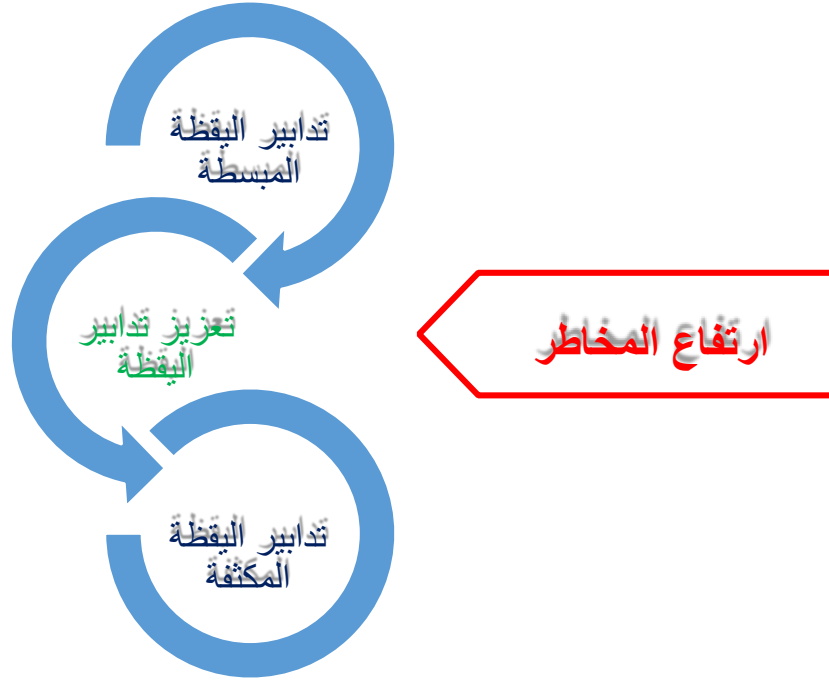 تدابير اليقظة
المبسطة
تعزيز تدابير
اليقظة
ارتفاع المخاطر
تدابير اليقظة
المكثفة